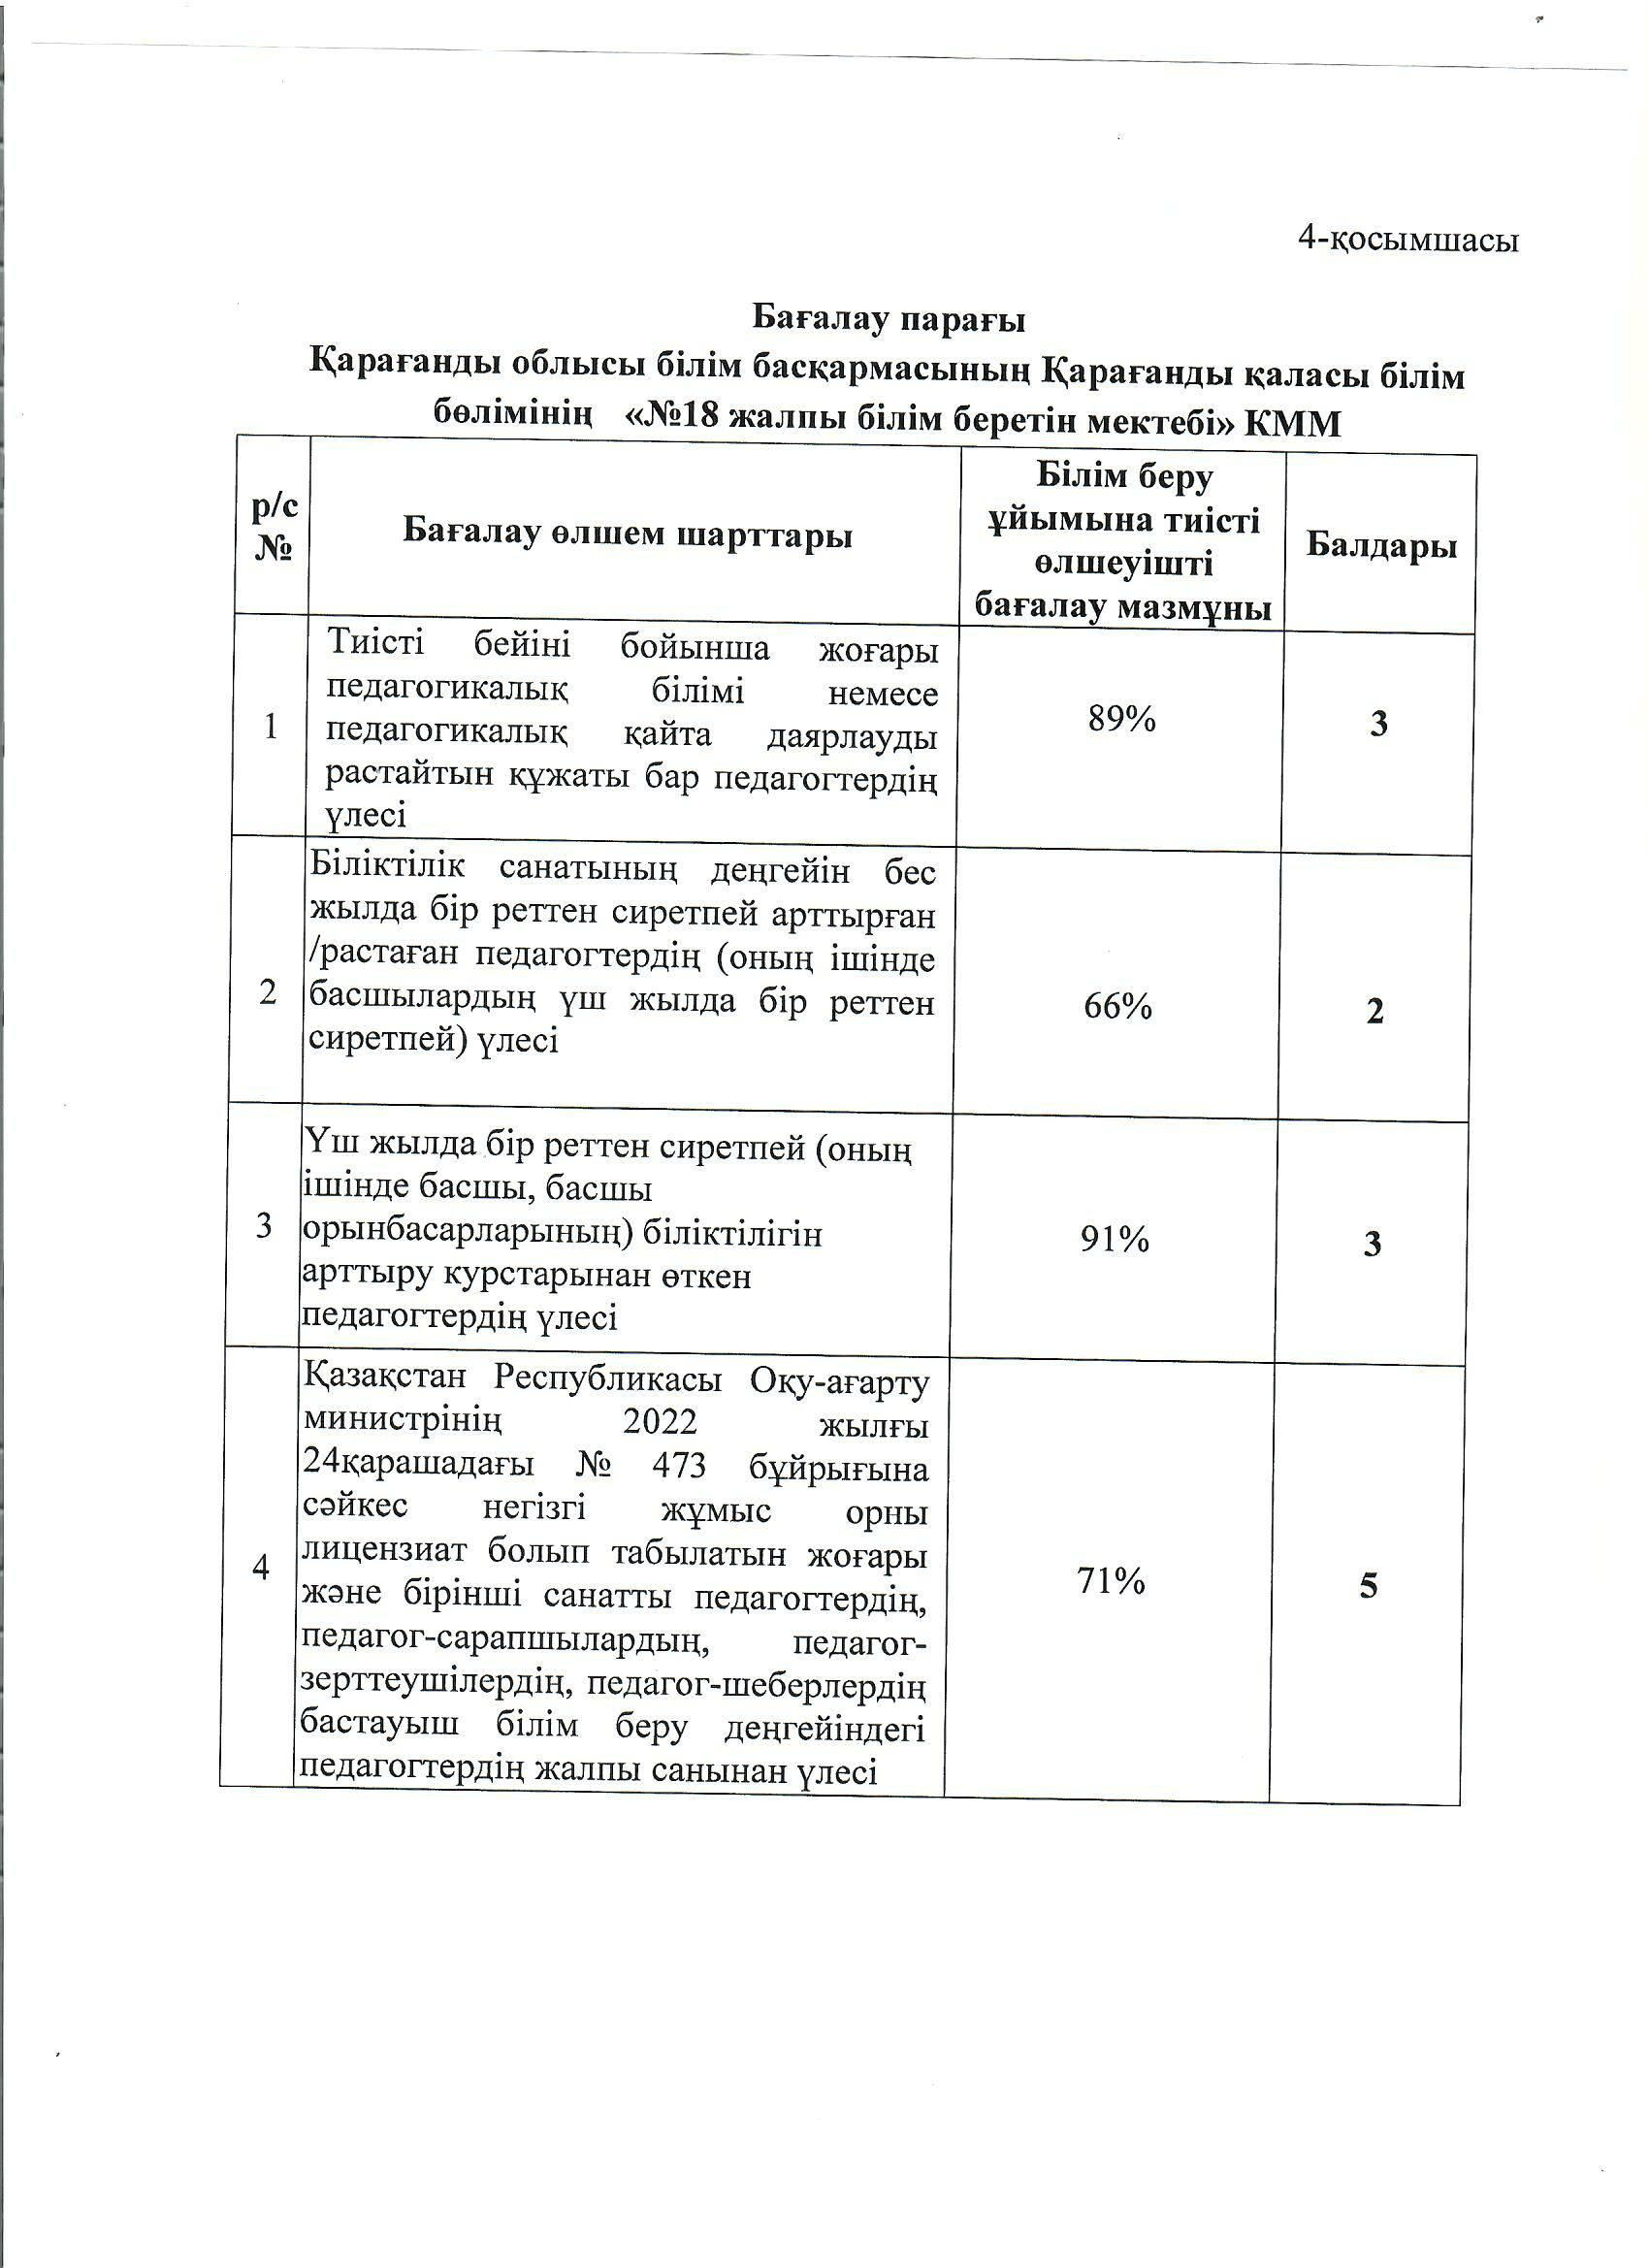 4-қосымшасы
Бағалау парағы
Қарағанды облысы білім басқармасының Қарағанды қаласы білім
бөлімінің «№18 жалпы білім беретін мектебі» КММ
р/с
№
Бағалау өлшем шарттары
Білім беру
ұйымына тиісті
өлшеуішті
бағалау мазмұны
Балдары
1
Тиісті бейіні бойынша жоғары
педагогикалық білімі немесе
педагогикалық қайта даярлауды
растайтын құжаты бар педагогтердің
үлесі
89%
3
2
Біліктілік санатының деңгейін бес
жылда бір реттен сиретпей арттырған
/растаған педагогтердің (оның ішінде
басшылардың үш жылда бір реттен
сиретпей) үлесі
66%
2
3
Үш жылда бір реттен сиретпей (оның
ішінде басшы, басшы
орынбасарларының) біліктілігін
арттыру курстарынан өткен
педагогтердің үлесі
91%
3
4
Қазақстан Республикасы Оқу-ағарту
министрінің 2022 жылғы
24қарашадағы № 473 бұйрығына
сәйкес негізгі жұмыс орны
лицензиат болып табылатын жоғары
және бірінші санатты педагогтердің,
педагог-сарапшылардың, педагог-
зерттеушілердің, педагог-шеберлердің
бастауыш білім беру деңгейіндегі
педагогтердің жалпы санынан үлесі
71%
5